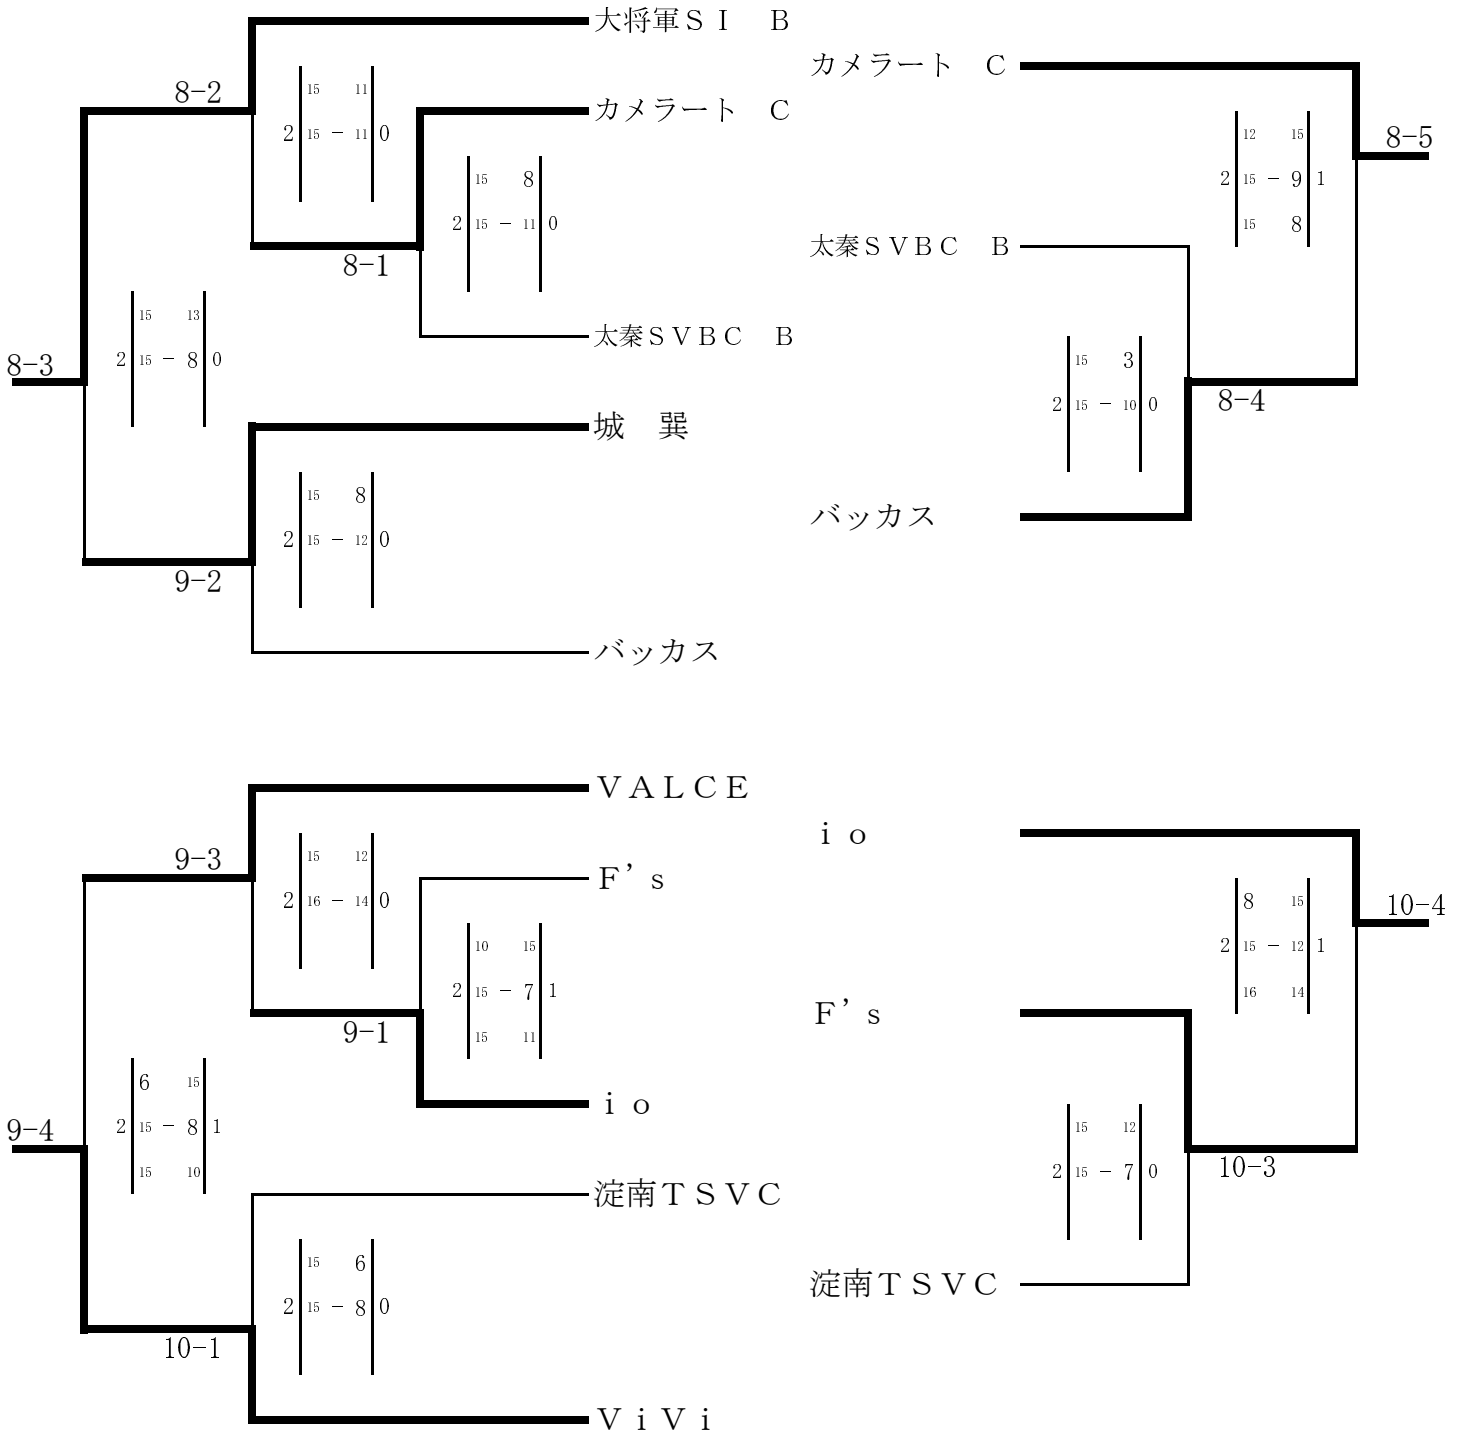 大将軍ＳＩ　Ｂ
8-2
15 11
2 15 － 11 0
カメラート　Ｃ
15 8
2 15 － 11 0
8-1
太秦ＳＶＢＣ　Ｂ
15 13
2 15 － 8 0
8-3
城　巽
15 8
2 15 － 12 0
9-2
バッカス
カメラート　Ｃ
8-5
12 15
2 15 － 9 1
15 8
太秦ＳＶＢＣ　Ｂ
15 3
2 15 － 10 0
8-4
バッカス
ＶＡＬＣＥ
9-3
15 12
2 16 － 14 0
Ｆ’ｓ
10 15
2 15 － 7 1
15 11
9-1
ｉｏ
6 15
2 15 － 8 1
15 10
9-4
淀南ＴＳＶＣ
15 6
2 15 － 8 0
10-1
ＶｉＶｉ
ｉｏ
10-4
8 15
2 15 － 12 1
16 14
Ｆ’ｓ
15 12
2 15 － 7 0
10-3
淀南ＴＳＶＣ